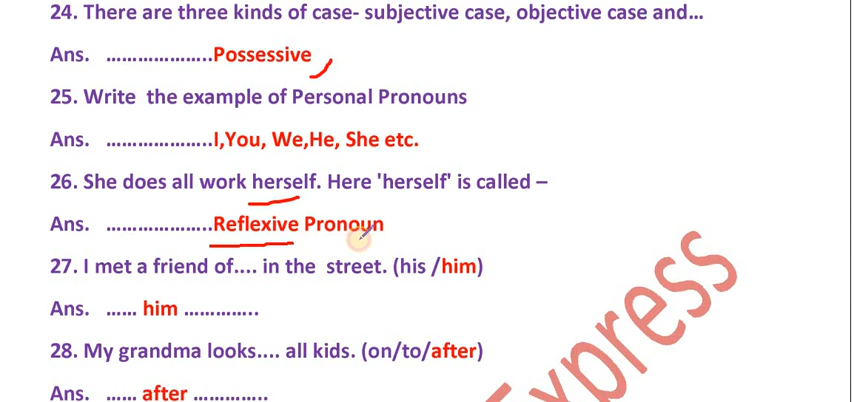 24. There are three kinds of case- subjective case, objective case and...
Ans. ………………..Possessive
25. Write the example of Personal Pronouns
Ans. ………………..I,You, We,He, She etc.
26. She does all work herself. Here 'herself' is called –
Ans. ………………..Reflexive Pronoun
27. I met a friend of.... in the street. (his /him)
Ans. …… him …………..
28. My grandma looks.... all kids. (on/to/after)
Ans. …… after …………..
Express